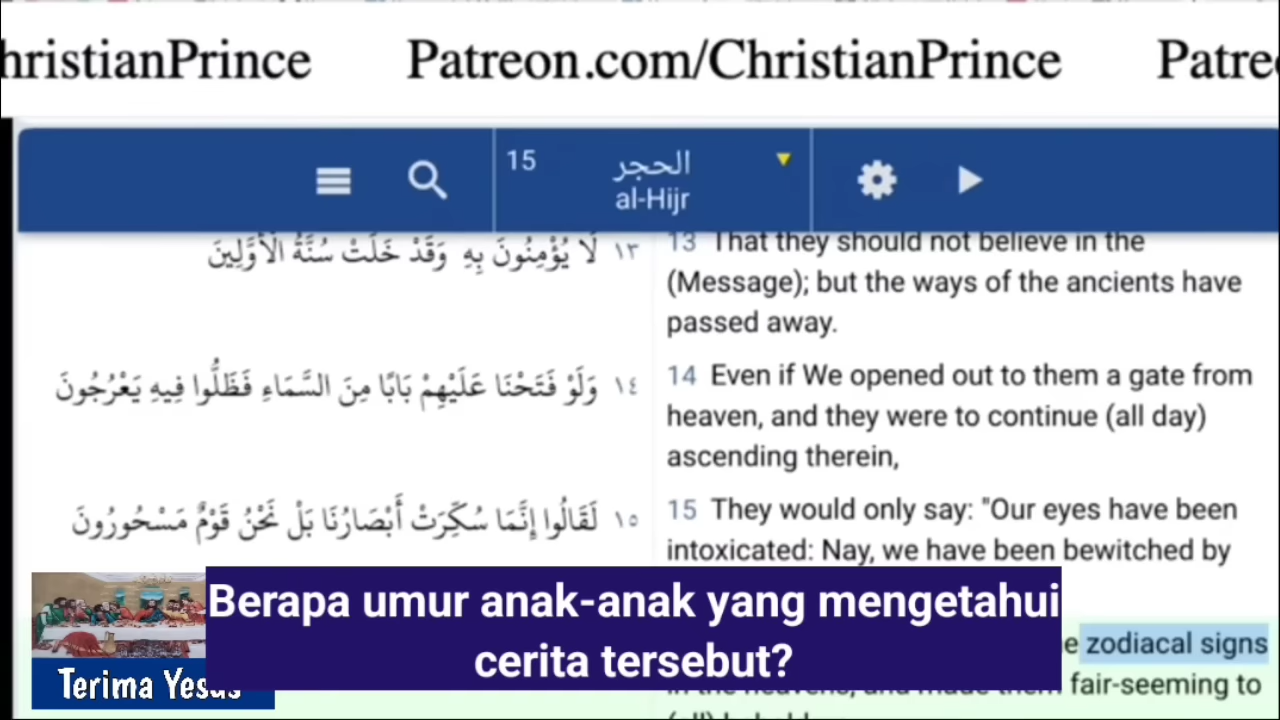 hristianPrince Patreon.com/ChristianPrince Patre
15 الحجر
al-Hijr
١٣ لَا يُؤْمِنُونَ بِهِ وَقَدْ خَلَتْ سُنَّةُ الْأَوَّلِينَ
13 That they should not believe in the
(Message); but the ways of the ancients have
passed away.
١٤ وَلَوْ فَتَحْنَا عَلَيْهِمْ بَابًا مِنَ السَّمَاءِ فَظَلُّوا فِيهِ يَعْرُجُونَ
14 Even if We opened out to them a gate from
heaven, and they were to continue (all day)
ascending therein,
١٥ لَقَالُوا إِنَّمَا سُكِّرَتْ أَبْصَارُنَا بَلْ نَحْنُ قَوْمٌ مَسْحُورُونَ
15 They would only say: "Our eyes have been
intoxicated: Nay, we have been bewitched by
zodiacal signs
fair-seeming to
Berapa umur anak-anak yang mengetahui
cerita tersebut?
Terima Yesus